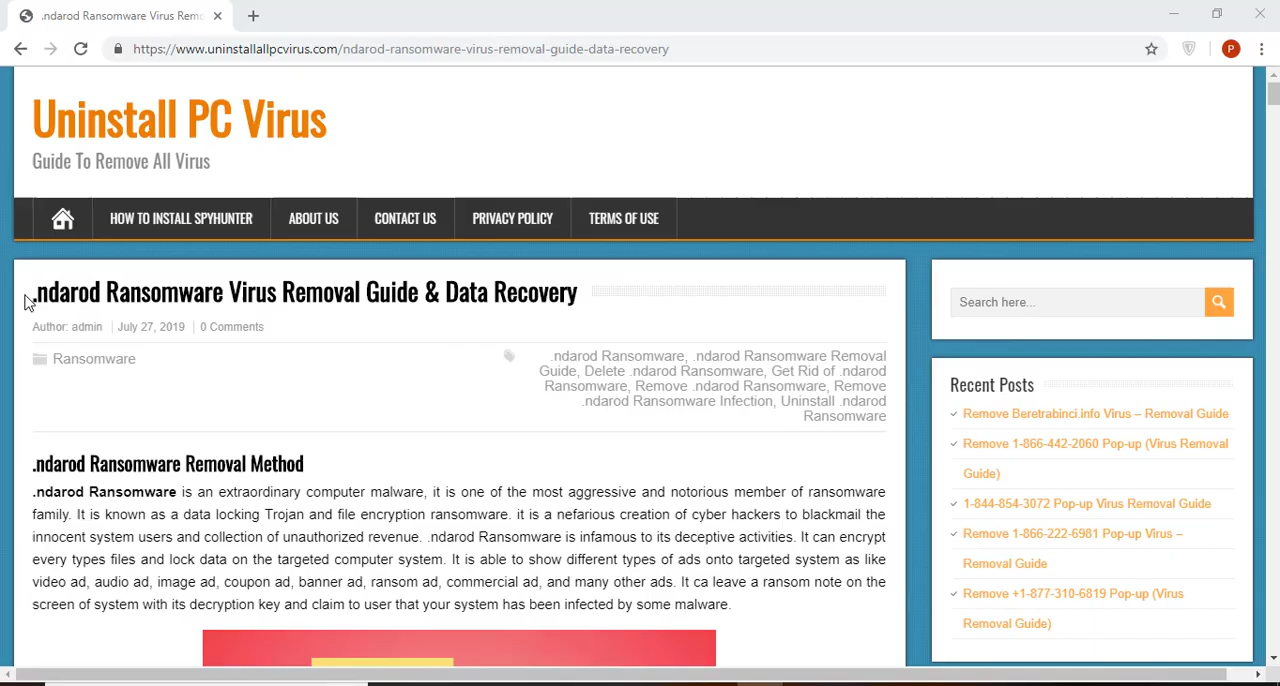 .ndarod Ransomware Virus Remo
https://www.uninstallallpcvirus.com/ndarod-ransomware-virus-removal-guide-data-recovery
P
Uninstall PC Virus
Guide To Remove All Virus
HOW TO INSTALL SPYHUNTER
ABOUT US
CONTACT US
PRIVACY POLICY
TERMS OF USE
.ndarod Ransomware Virus Removal Guide & Data Recovery
Author: admin
July 27, 2019
0 Comments
Ransomware
.ndarod Ransomware, .ndarod Ransomware Removal
Guide, Delete .ndarod Ransomware, Get Rid of .ndarod
Ransomware, Remove .ndarod Ransomware, Remove
.ndarod Ransomware Infection, Uninstall .ndarod
Ransomware
.ndarod Ransomware Removal Method
.ndarod Ransomware is an extraordinary computer malware, it is one of the most aggressive and notorious member of ransomware
family. It is known as a data locking Trojan and file encryption ransomware. it is a nefarious creation of cyber hackers to blackmail the
innocent system users and collection of unauthorized revenue. .ndarod Ransomware is infamous to its deceptive activities. It can encrypt
every types files and lock data on the targeted computer system. It is able to show different types of ads onto targeted system as like
video ad, audio ad, image ad, coupon ad, banner ad, ransom ad, commercial ad, and many other ads. It ca leave a ransom note on the
screen of system with its decryption key and claim to user that your system has been infected by some malware.
Search here...
Recent Posts
Remove Beretrabinci.info Virus – Removal Guide
Remove 1-866-442-2060 Pop-up (Virus Removal
Guide)
1-844-854-3072 Pop-up Virus Removal Guide
Remove 1-866-222-6981 Pop-up Virus –
Removal Guide
Remove +1-877-310-6819 Pop-up (Virus
Removal Guide)